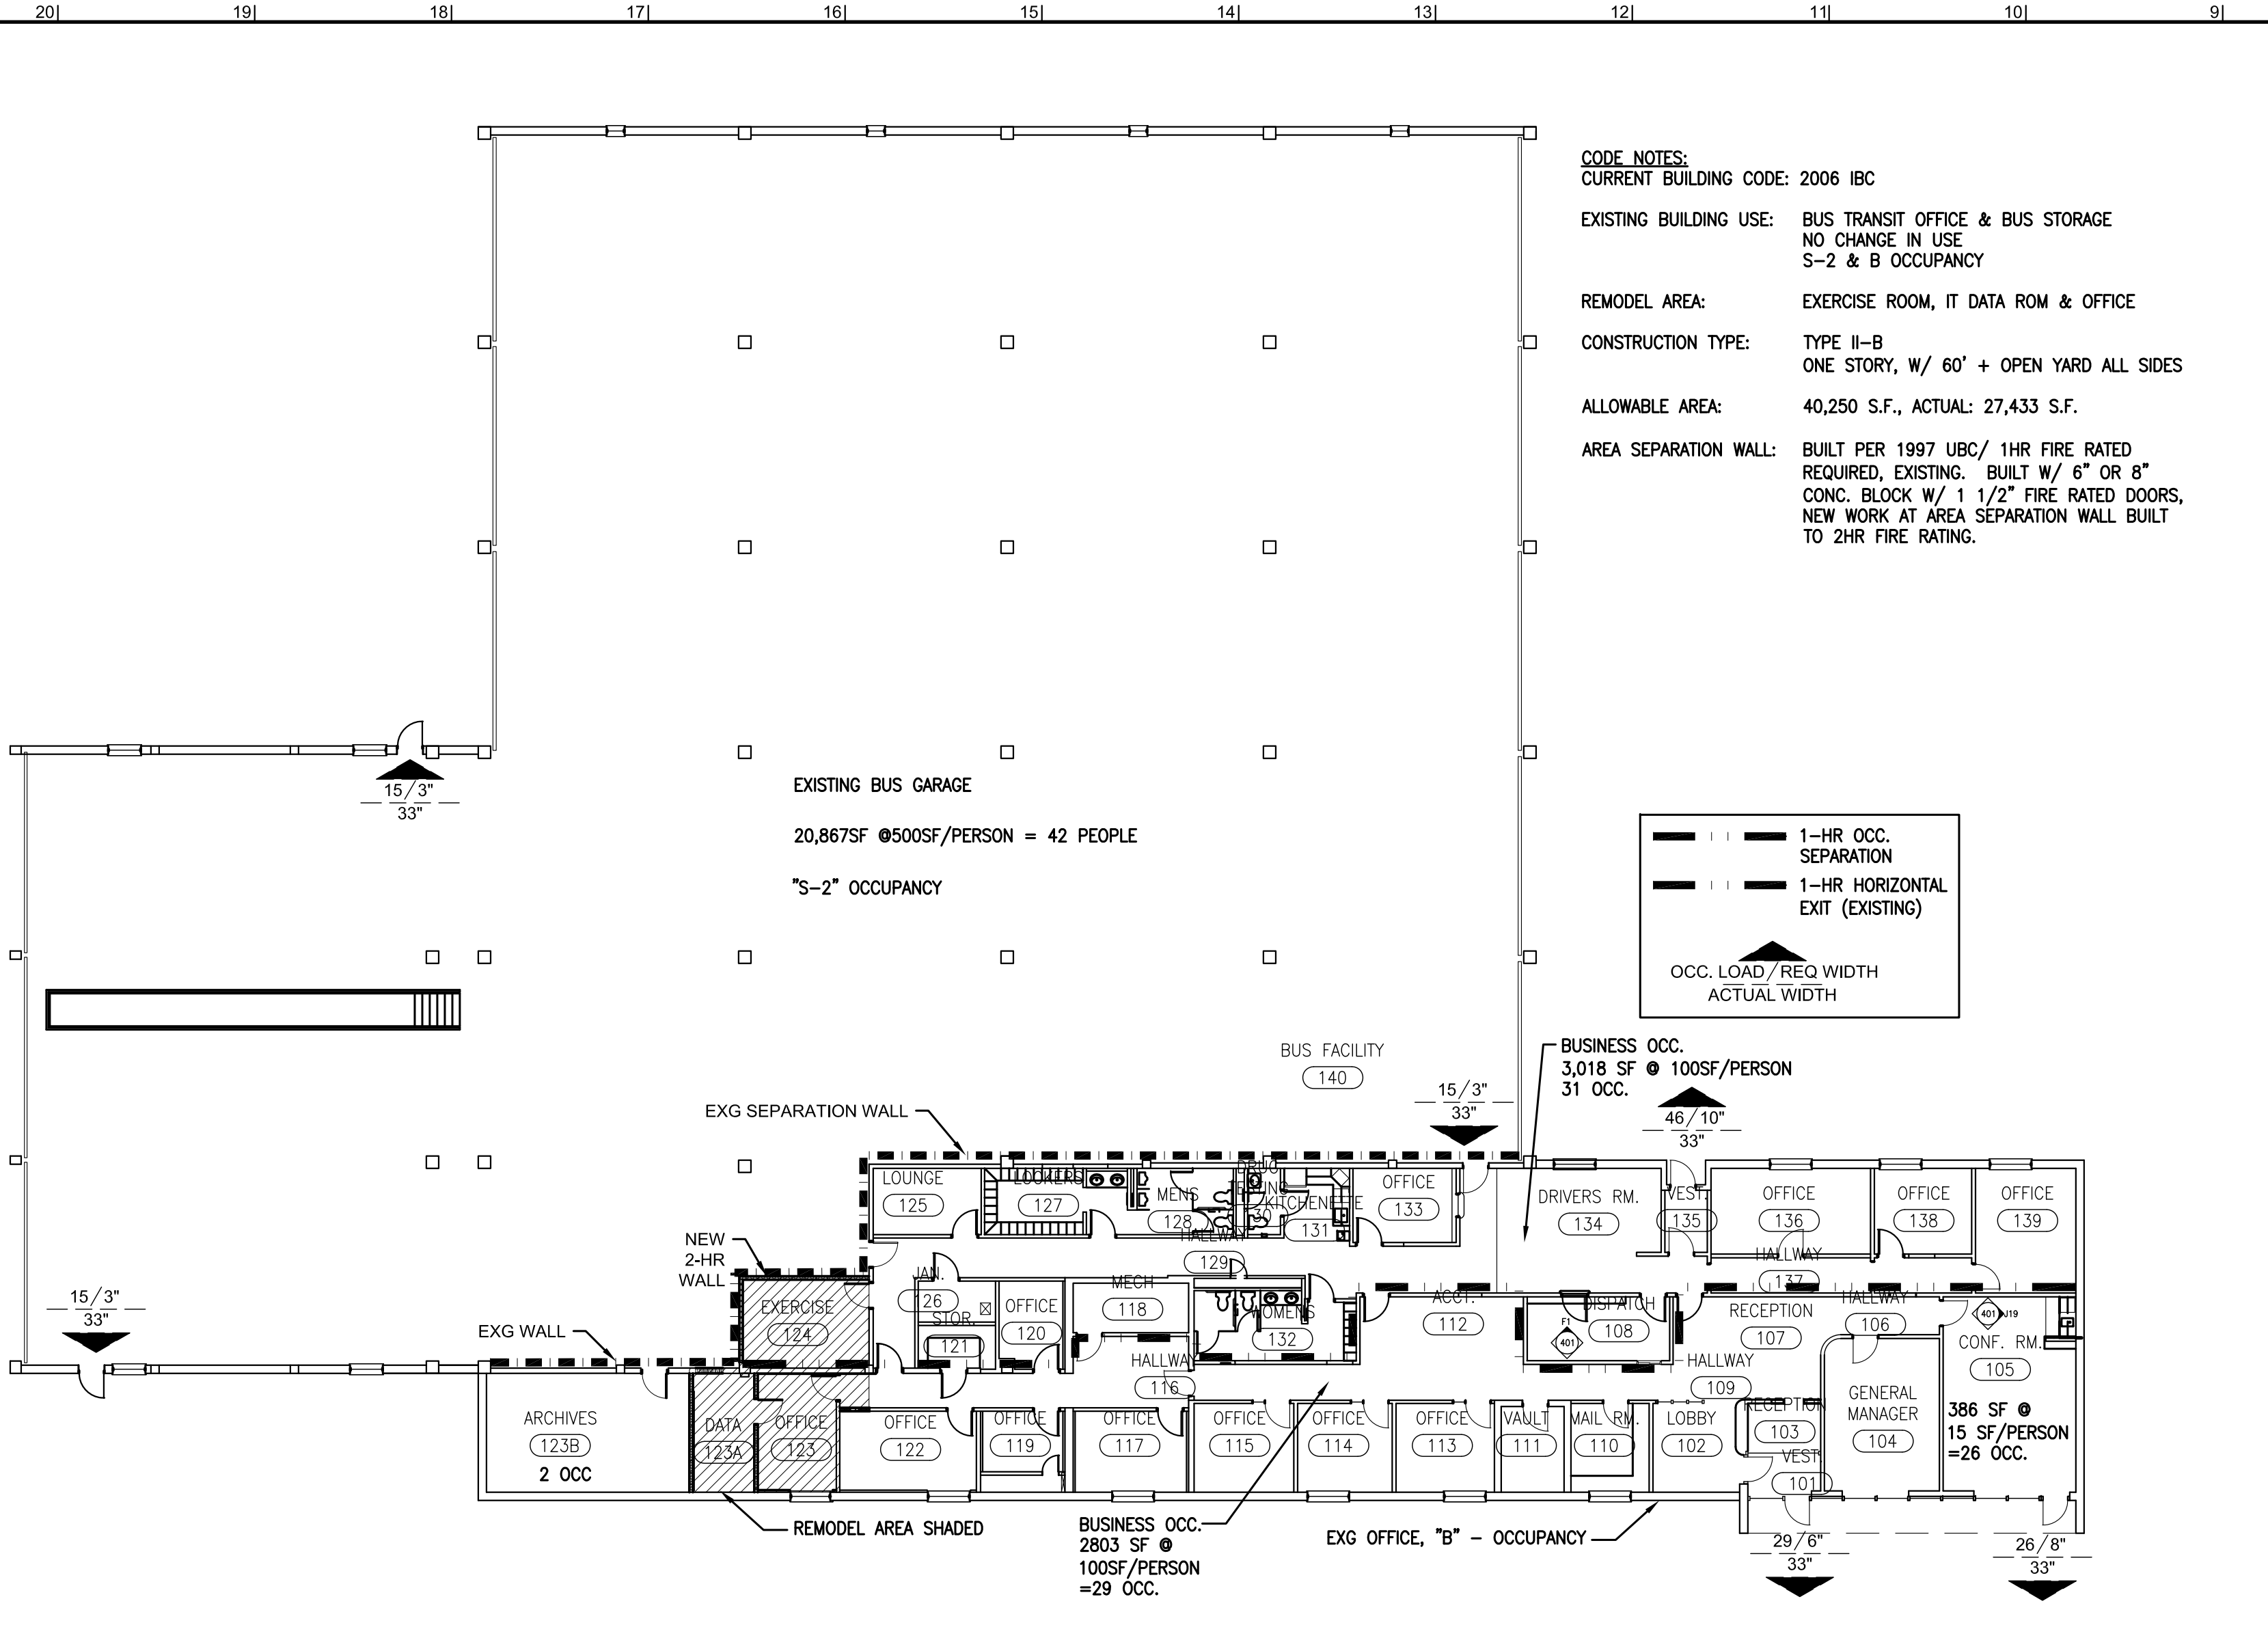 20 19 18 17 16 15 14 13 12 11 10 9
CODE NOTES:
CURRENT BUILDING CODE: 2006 IBC
EXISTING BUILDING USE: BUS TRANSIT OFFICE & BUS STORAGE
NO CHANGE IN USE
S-2 & B OCCUPANCY
REMODEL AREA: EXERCISE ROOM, IT DATA ROM & OFFICE
CONSTRUCTION TYPE: TYPE II-B
ONE STORY, W/ 60' + OPEN YARD ALL SIDES
ALLOWABLE AREA: 40,250 S.F., ACTUAL: 27,433 S.F.
AREA SEPARATION WALL: BUILT PER 1997 UBC/ 1HR FIRE RATED
REQUIRED, EXISTING. BUILT W/ 6" OR 8"
CONC. BLOCK W/ 1 1/2" FIRE RATED DOORS,
NEW WORK AT AREA SEPARATION WALL BUILT
TO 2HR FIRE RATING.
15/3"
33"
EXISTING BUS GARAGE
20,867SF @500SF/PERSON = 42 PEOPLE
"S-2" OCCUPANCY
1-HR OCC.
SEPARATION
1-HR HORIZONTAL
EXIT (EXISTING)
OCC. LOAD/REQ WIDTH
ACTUAL WIDTH
BUS FACILITY
140
BUSINESS OCC.
3,018 SF @ 100SF/PERSON
31 OCC.
15/3"
33"
46/10"
33"
EXG SEPARATION WALL
LOUNGE
125
LOCKERS
127
MENS
128
DRUG
TESTING
130
KITCHENETTE
131
OFFICE
133
DRIVERS RM.
134
VEST.
135
OFFICE
136
OFFICE
138
OFFICE
139
HALLWAY
129
HALLWAY
137
NEW
2-HR
WALL
15/3"
33"
EXG WALL
EXERCISE
124
JAN.
126
STOR.
121
OFFICE
120
MECH
118
WOMENS
132
ACCT.
112
DISPATCH
108
F1
401
RECEPTION
107
HALLWAY
106
401
J19
CONF. RM.
105
386 SF @
15 SF/PERSON
=26 OCC.
HALLWAY
116
HALLWAY
109
ARCHIVES
123B
2 OCC
DATA
123A
OFFICE
123
OFFICE
122
OFFICE
119
OFFICE
117
OFFICE
115
OFFICE
114
OFFICE
113
VAULT
111
MAIL RM.
110
LOBBY
102
RECEPTION
103
VEST.
101
GENERAL
MANAGER
104
REMODEL AREA SHADED
BUSINESS OCC.
2803 SF @
100SF/PERSON
=29 OCC.
EXG OFFICE, "B" - OCCUPANCY
29/6"
33"
26/8"
33"